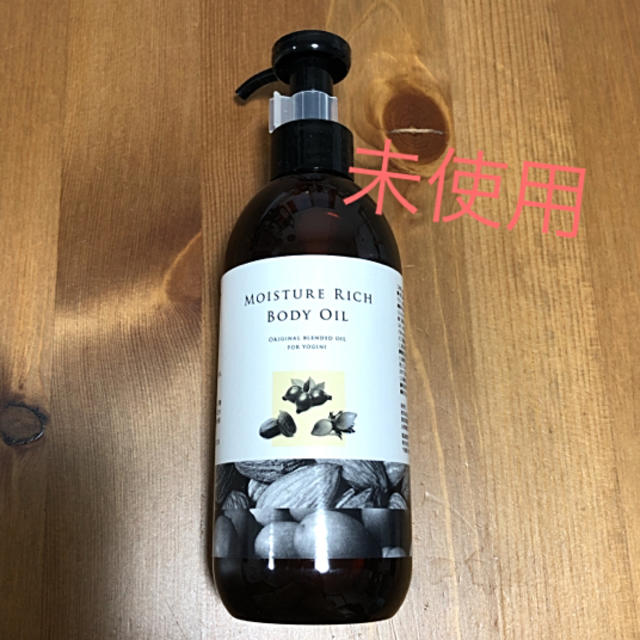 未使用
MOISTURE RICH
BODY OIL
ORIGINAL BLENDED OIL
FOR YOGINI